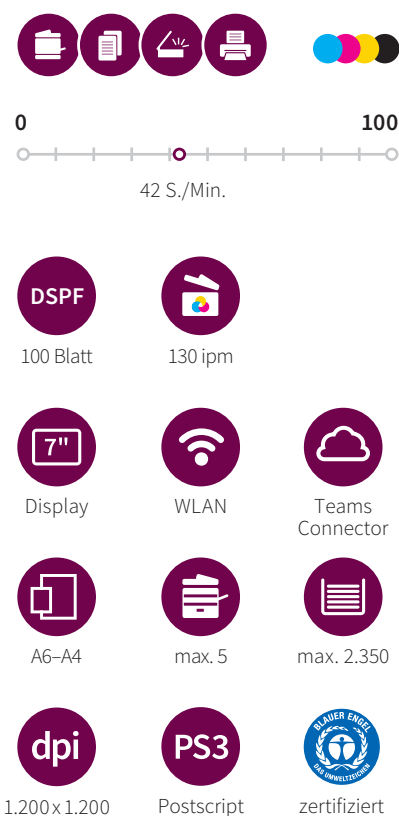 0 100
42 S./Min.
DSPF
100 Blatt 130 ipm
7"
Display WLAN Teams
Connector
A6–A4 max. 5 max. 2.350
dpi PS3 BLAUER ENGEL
DAS UMWELTZEICHEN
1.200 x 1.200 Postscript zertifiziert